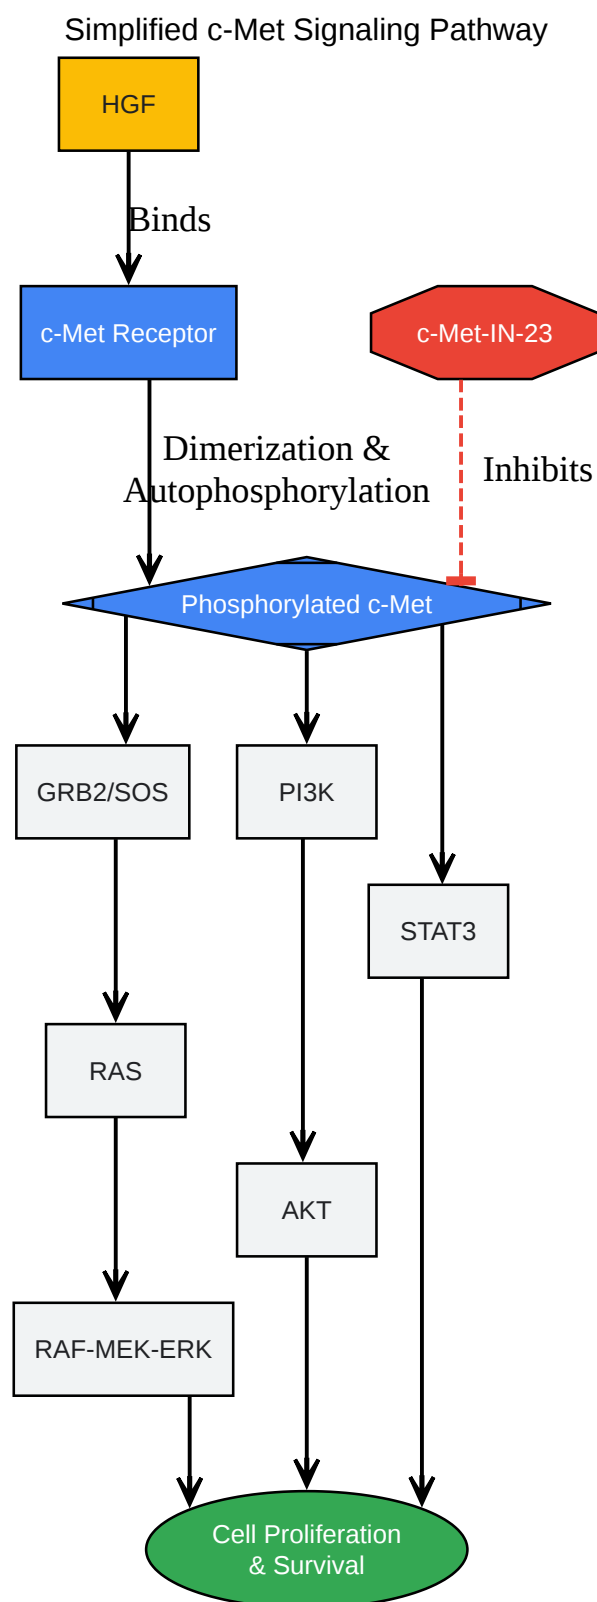 Simplified c-Met Signaling Pathway
HGF
Binds
c-Met Receptor
c-Met-IN-23
Dimerization &
Autophosphorylation
Inhibits
Phosphorylated c-Met
GRB2/SOS
PI3K
STAT3
RAS
AKT
RAF-MEK-ERK
Cell Proliferation
& Survival